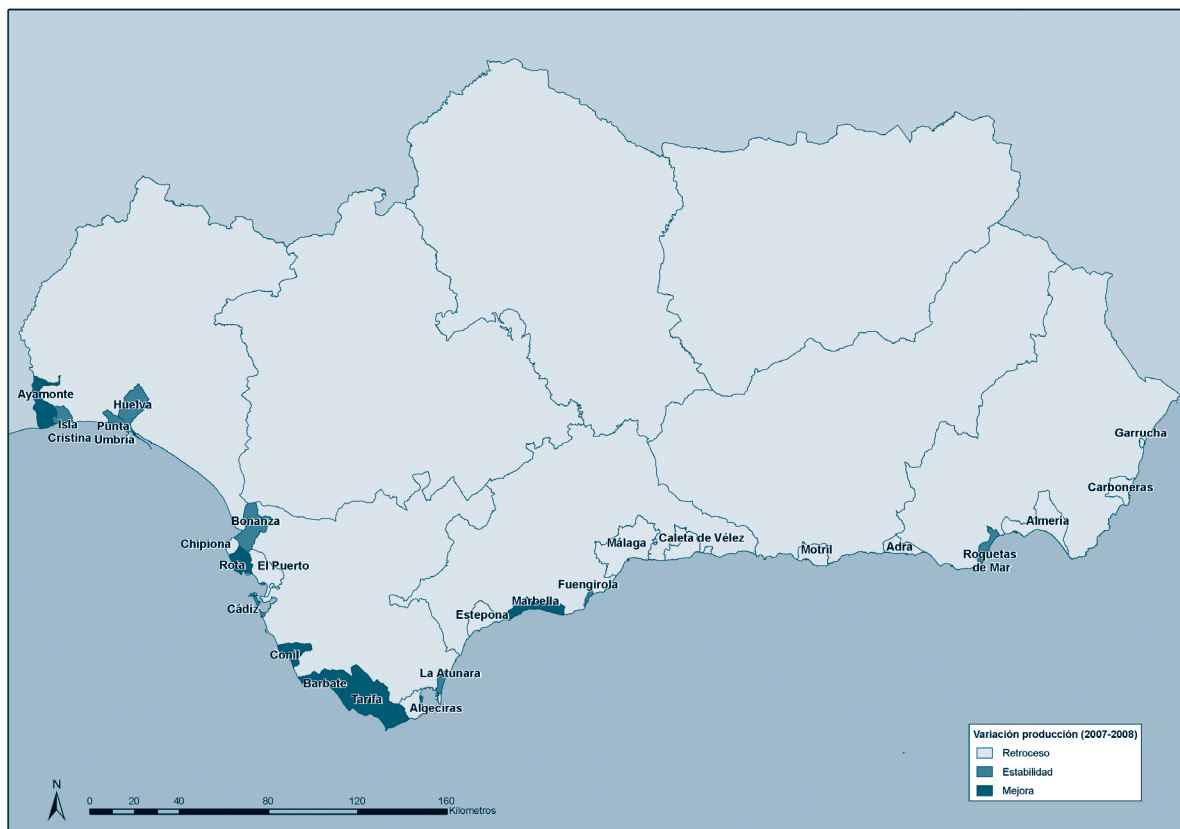 Ayamonte
Huelva
Isla
Cristina
Punta
Umbría
Garrucha
Carboneras
Bonanza
Almería
Chipiona
Málaga
Caleta de Vélez
Motril
Adra
Rota
El Puerto
Roquetas
de Mar
Fuengirola
Cádiz
Marbella
Estepona
Conil
La Atunara
Barbate
Tarifa
Algeciras
Variación producción (2007-2008)
Retroceso
Estabilidad
Mejora
N
0 20 40 80 120 160
Kilometros